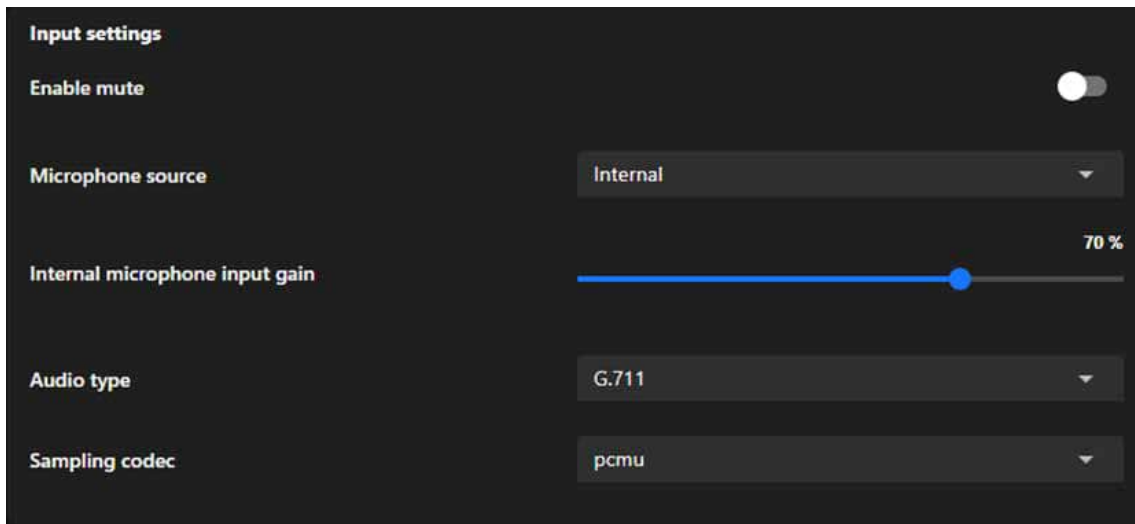 Input settings
Enable mute
Microphone source
Internal
70 %
Internal microphone input gain
Audio type
G.711
Sampling codec
pcmu